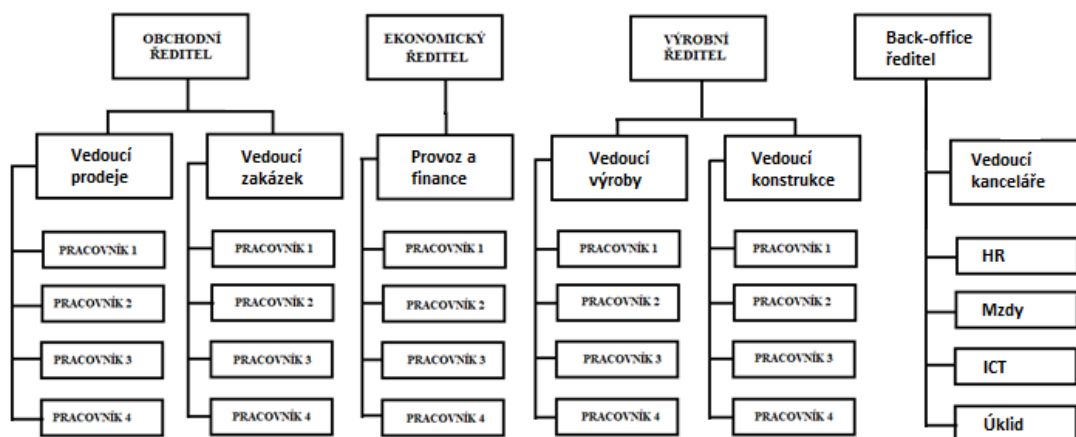 OBCHODNÍ
ŘEDITEL
EKONOMICKÝ
ŘEDITEL
VÝROBNÍ
ŘEDITEL
Back-office
ředitel
Vedoucí
prodeje
Vedoucí
zakázek
Provoz a
finance
Vedoucí
výroby
Vedoucí
konstrukce
Vedoucí
kanceláře
PRACOVNÍK 1
PRACOVNÍK 1
PRACOVNÍK 1
PRACOVNÍK 1
PRACOVNÍK 1
HR
PRACOVNÍK 2
PRACOVNÍK 2
PRACOVNÍK 2
PRACOVNÍK 2
PRACOVNÍK 2
Mzdy
PRACOVNÍK 3
PRACOVNÍK 3
PRACOVNÍK 3
PRACOVNÍK 3
PRACOVNÍK 3
ICT
PRACOVNÍK 4
PRACOVNÍK 4
PRACOVNÍK 4
PRACOVNÍK 4
PRACOVNÍK 4
Úklid